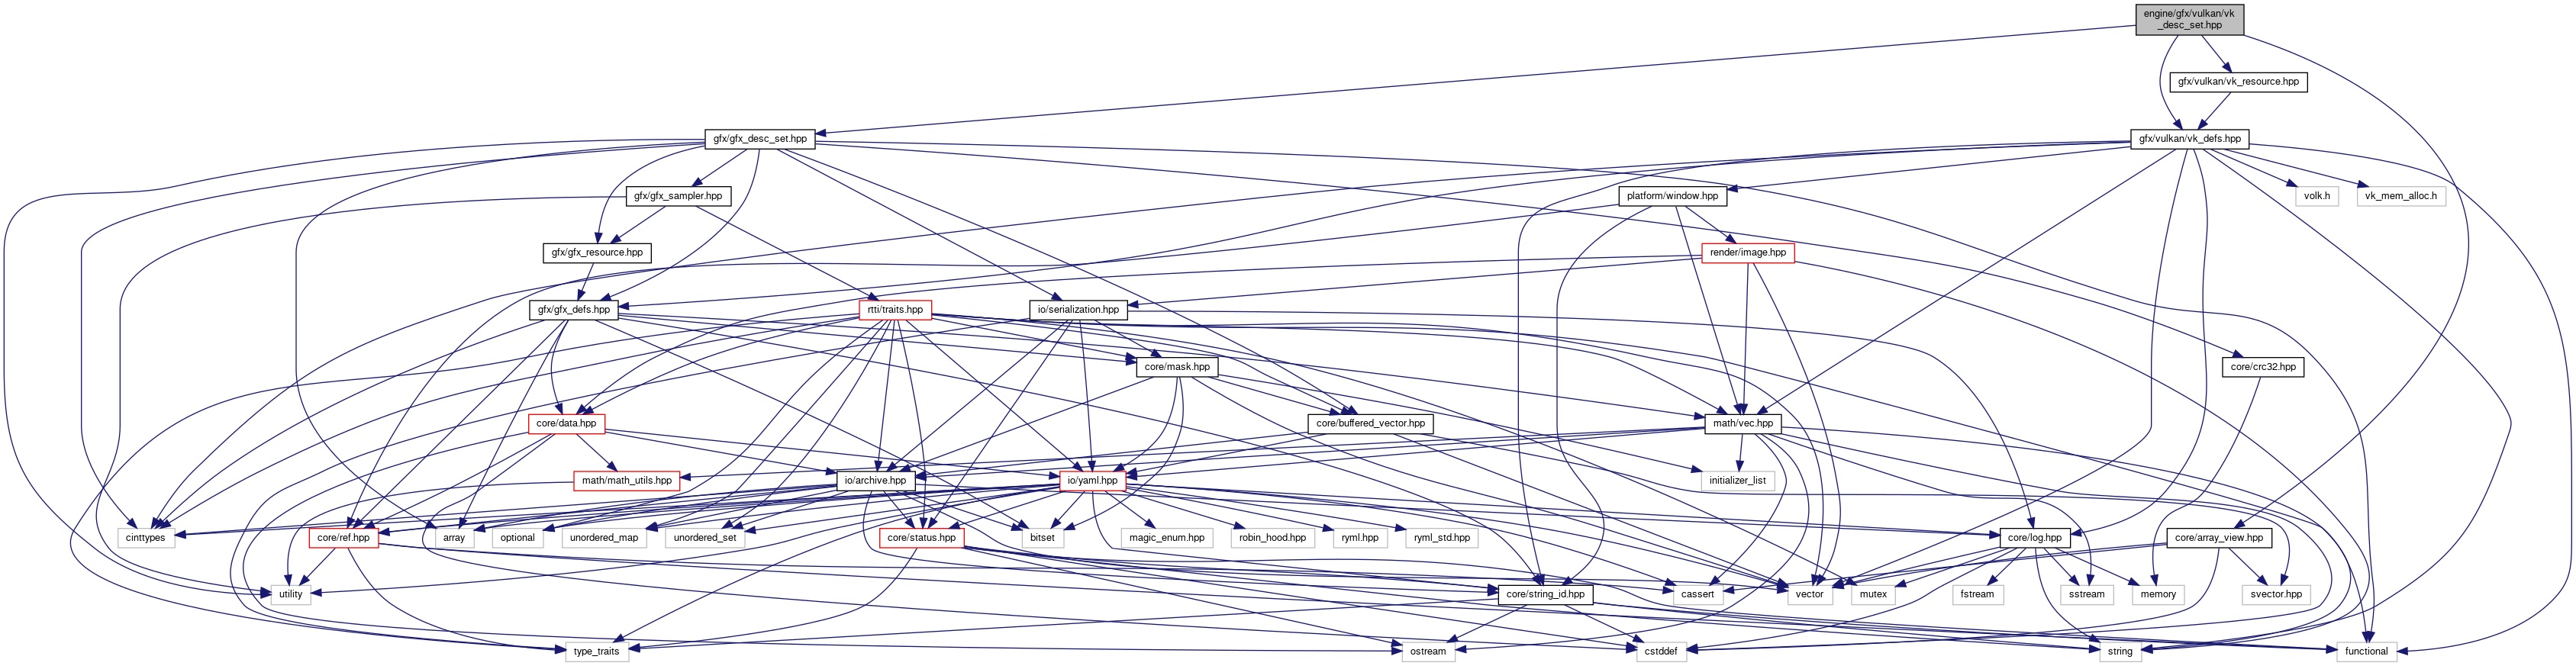 engine/gfx/vulkan/vk
_desc_set.hpp
gfx/vulkan/vk_resource.hpp
gfx/gfx_desc_set.hpp
gfx/vulkan/vk_defs.hpp
gfx/gfx_sampler.hpp
platform/window.hpp
volk.h
vk_mem_alloc.h
gfx/gfx_resource.hpp
render/image.hpp
gfx/gfx_defs.hpp
rtti/traits.hpp
io/serialization.hpp
core/mask.hpp
core/crc32.hpp
core/data.hpp
core/buffered_vector.hpp
math/vec.hpp
math/math_utils.hpp
io/archive.hpp
io/yaml.hpp
initializer_list
cinttypes
core/ref.hpp
array
optional
unordered_map
unordered_set
core/status.hpp
bitset
magic_enum.hpp
robin_hood.hpp
ryml.hpp
ryml_std.hpp
core/log.hpp
core/array_view.hpp
utility
core/string_id.hpp
cassert
vector
mutex
fstream
sstream
memory
svector.hpp
type_traits
ostream
cstddef
string
functional